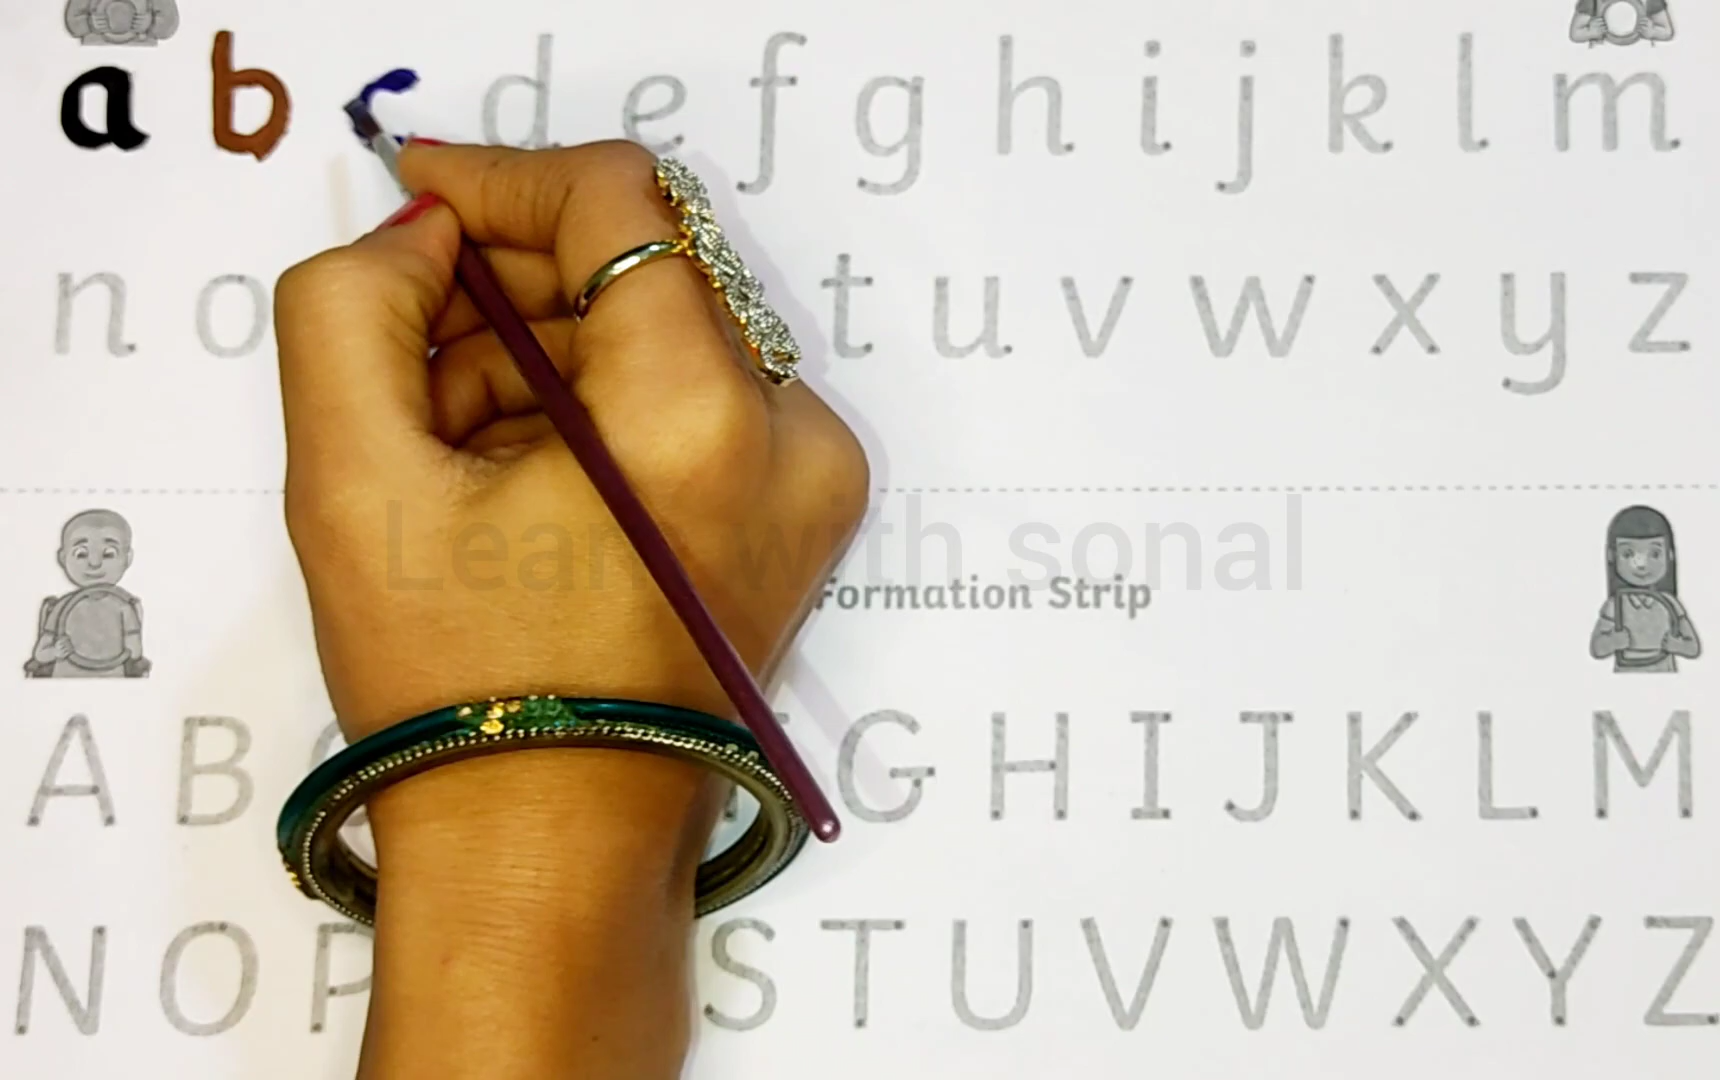 a b c d e f g h i j k l m
n o t u v w x y z
Learn with sonal
Formation Strip
A B G H I J K L M
N O P S T U V W X Y Z